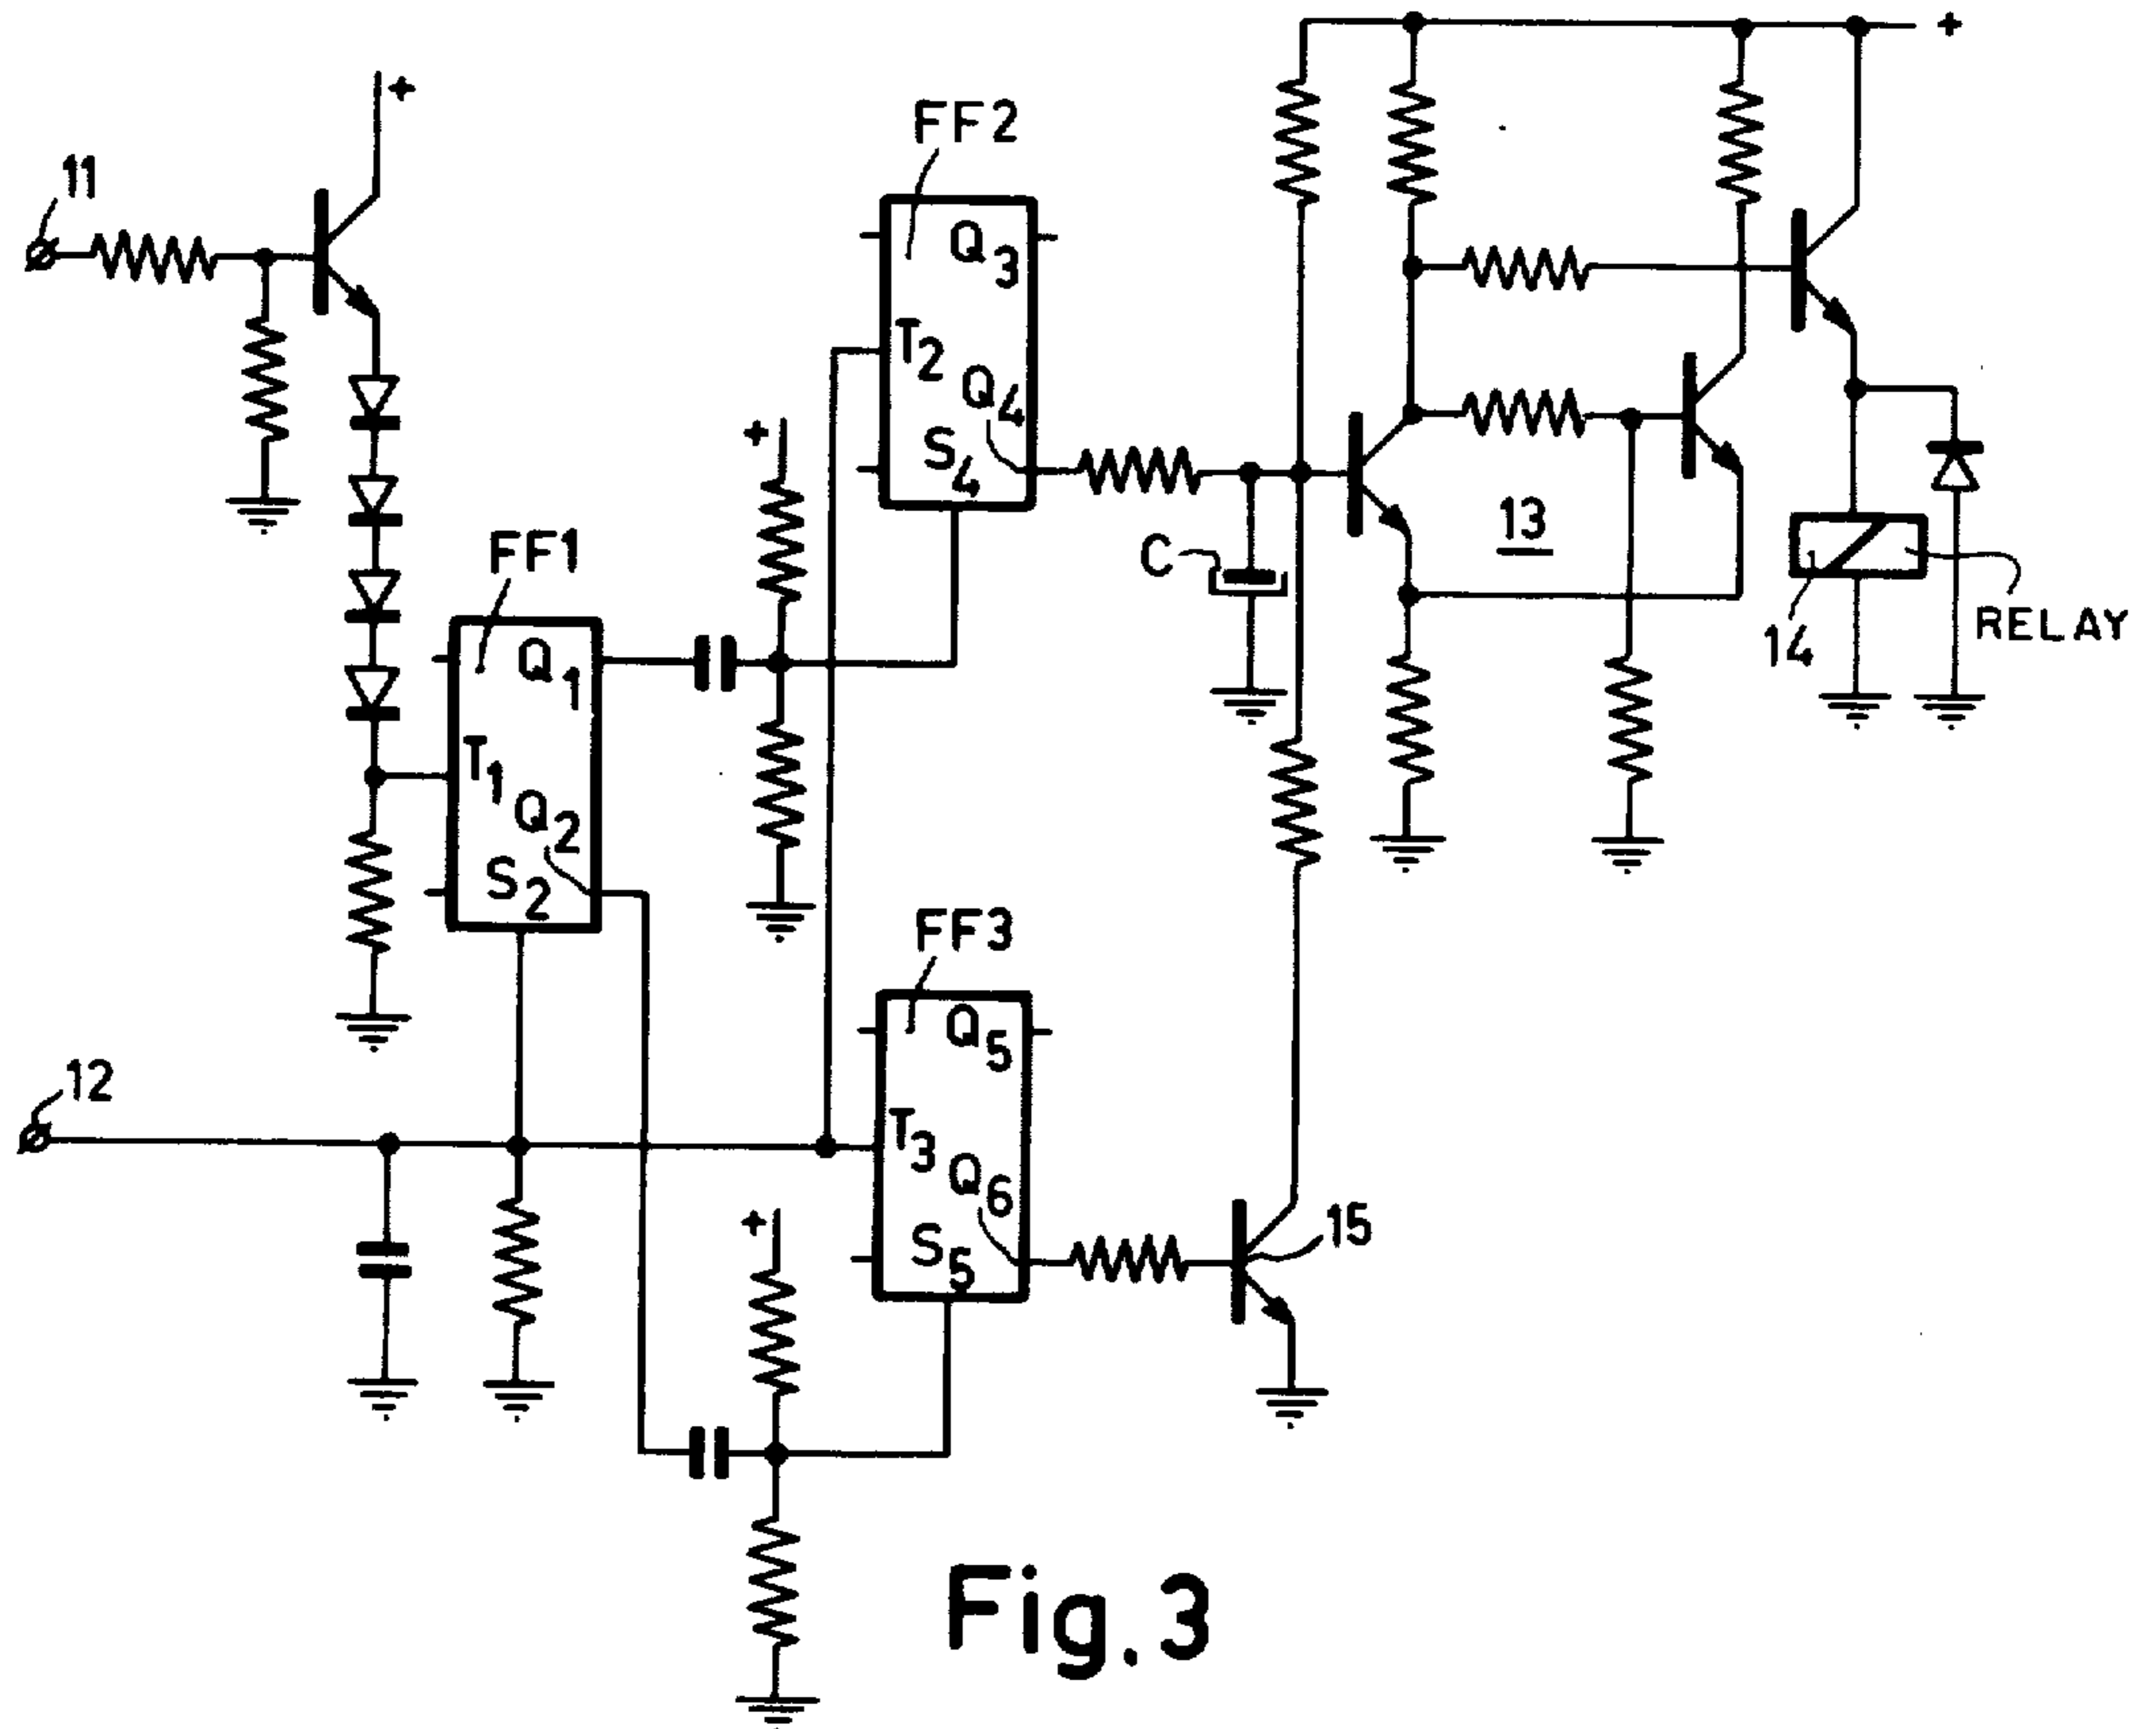 +
+
11
FF2
Q3
T2
Q4
S4
+
C
13
14
RELAY
FF1
Q1
T1
Q2
S2
FF3
Q5
12
T3
Q6
S5
+
15
Fig.3